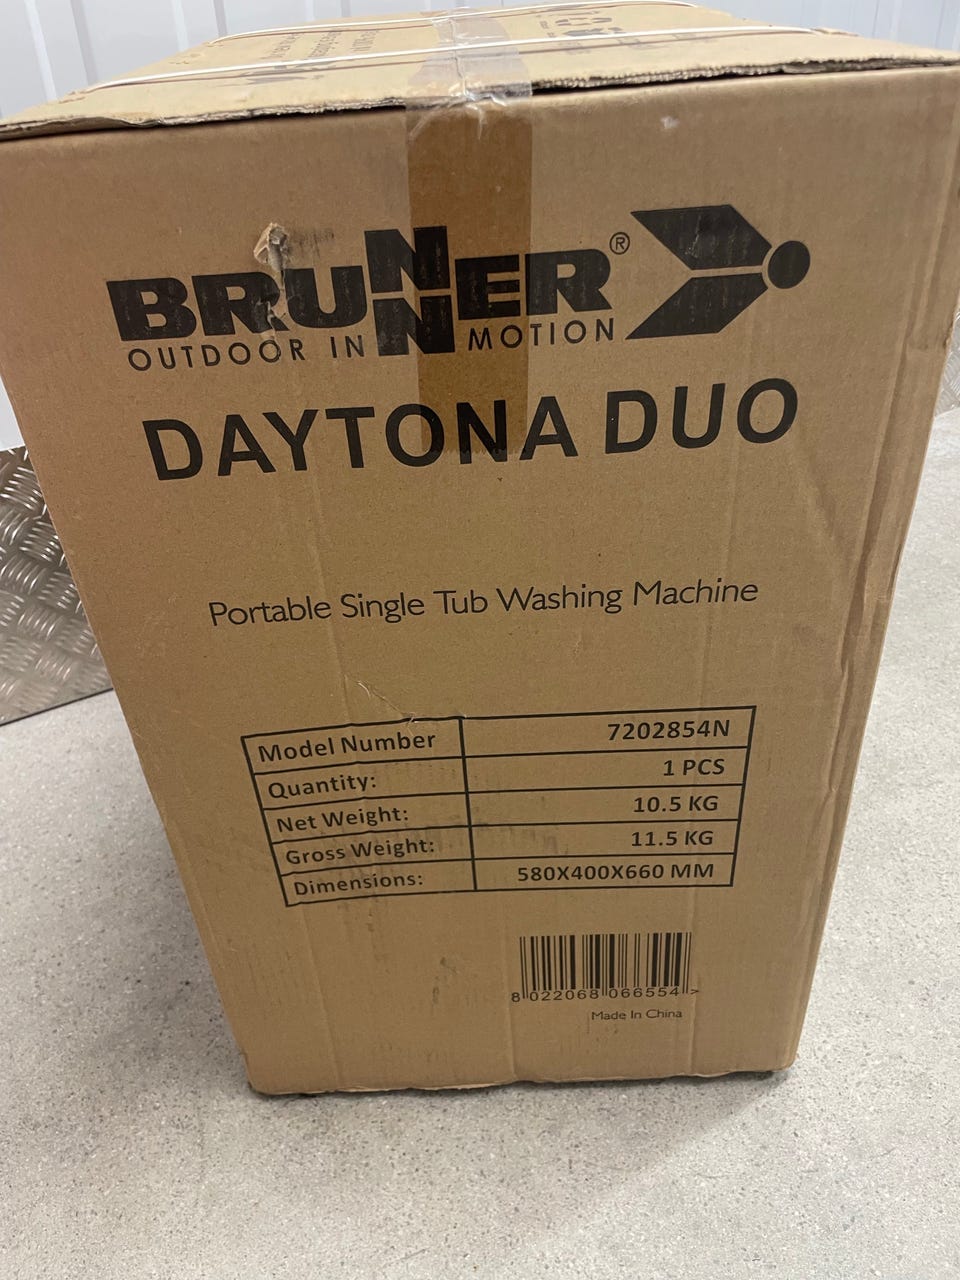 BRUNNER®
OUTDOOR IN MOTION
DAYTONA DUO
Portable Single Tub Washing Machine
Model Number 7202854N
Quantity: 1 PCS
Net Weight: 10.5 KG
Gross Weight: 11.5 KG
Dimensions: 580X400X660 MM
8 022068 066554 >
Made In China